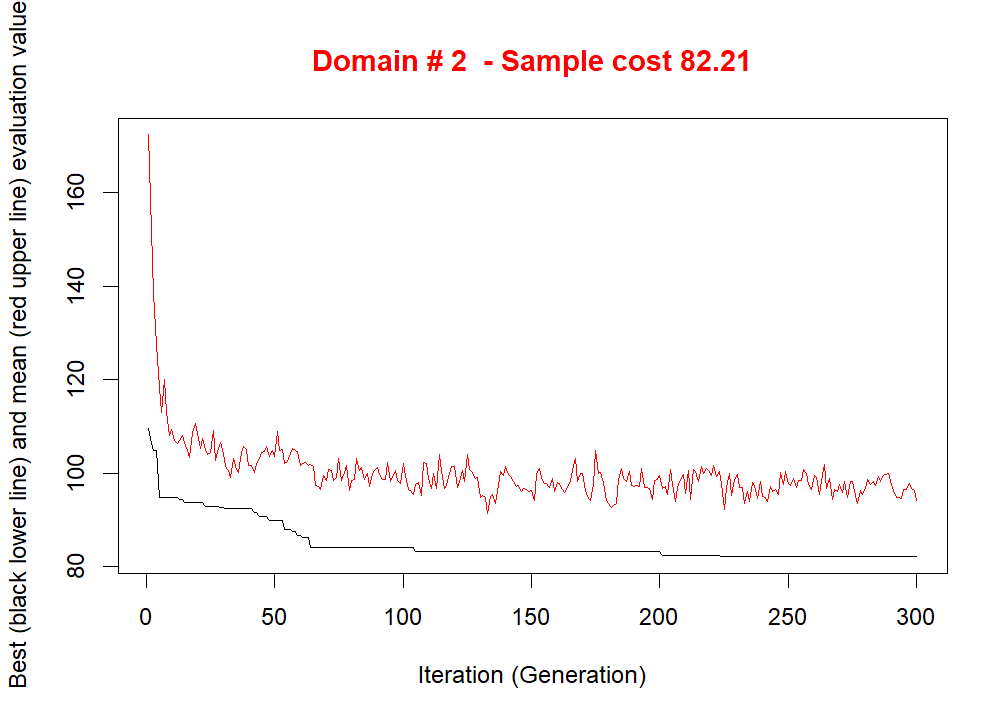 Domain # 2  - Sample cost 82.21
Best (black lower line) and mean (red upper line) evaluation value
160
140
120
100
80
0 50 100 150 200 250 300
Iteration (Generation)